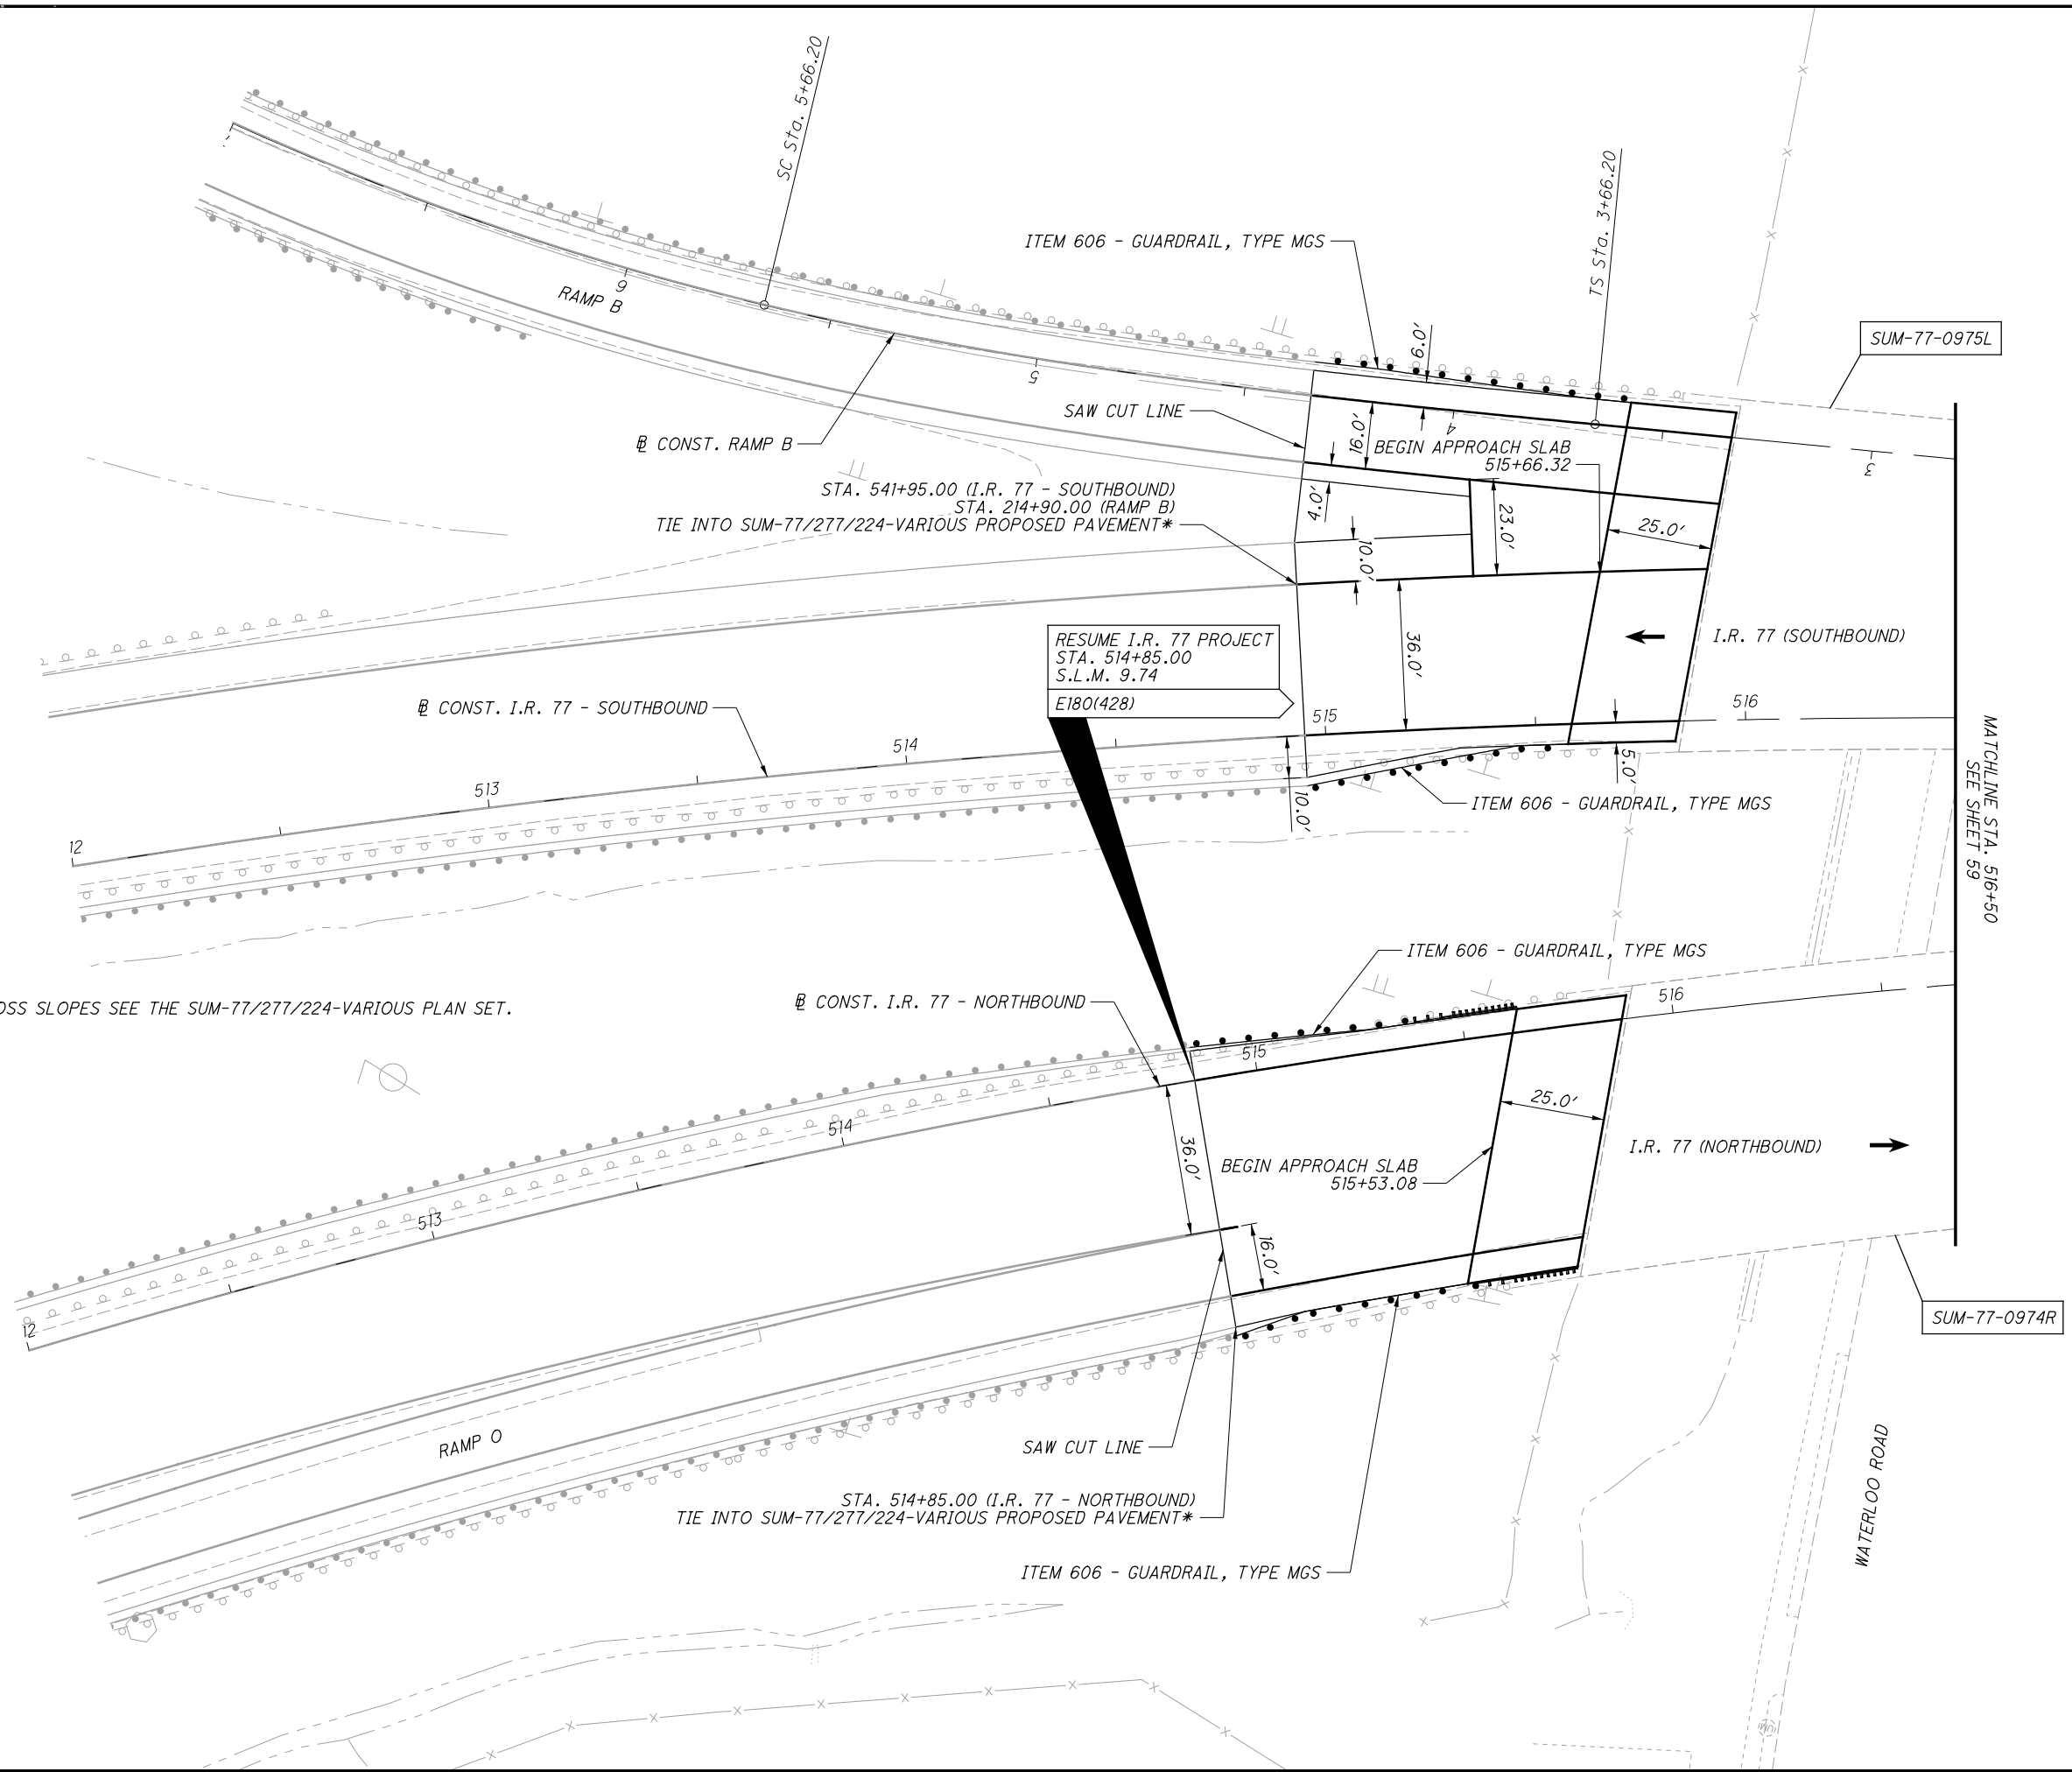 SC Sta. 5+66.20
TS Sta. 3+66.20
ITEM 606 - GUARDRAIL, TYPE MGS
6.0'
SUM-77-0975L
RAMP B
6
5
4
3
SAW CUT LINE
℄ CONST. RAMP B
16.0'
BEGIN APPROACH SLAB
515+66.32
STA. 541+95.00 (I.R. 77 - SOUTHBOUND)
STA. 214+90.00 (RAMP B)
TIE INTO SUM-77/277/224-VARIOUS PROPOSED PAVEMENT*
4.0'
23.0'
25.0'
10.0'
RESUME I.R. 77 PROJECT
STA. 514+85.00
S.L.M. 9.74
E180(428)
36.0'
I.R. 77 (SOUTHBOUND)
℄ CONST. I.R. 77 - SOUTHBOUND
12
513
514
515
516
5.0'
10.0'
ITEM 606 - GUARDRAIL, TYPE MGS
MATCHLINE STA. 516+50
SEE SHEET 59
ITEM 606 - GUARDRAIL, TYPE MGS
OSS SLOPES SEE THE SUM-77/277/224-VARIOUS PLAN SET.
℄ CONST. I.R. 77 - NORTHBOUND
12
513
514
515
516
36.0'
25.0'
I.R. 77 (NORTHBOUND)
BEGIN APPROACH SLAB
515+53.08
16.0'
SUM-77-0974R
RAMP O
SAW CUT LINE
STA. 514+85.00 (I.R. 77 - NORTHBOUND)
TIE INTO SUM-77/277/224-VARIOUS PROPOSED PAVEMENT*
ITEM 606 - GUARDRAIL, TYPE MGS
WATERLOO ROAD